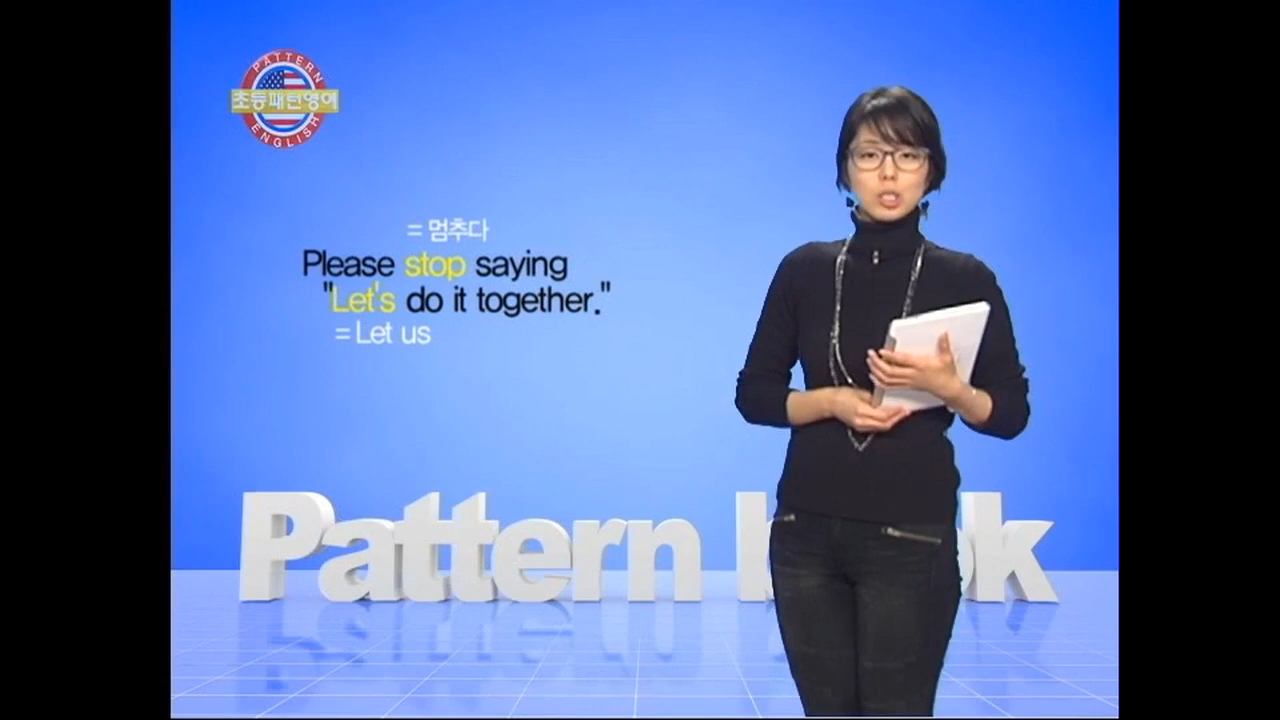 PATTERN
초등패턴영어
ENGLISH
= 멈추다
Please stop saying
"Let's do it together."
= Let us
Pattern b k